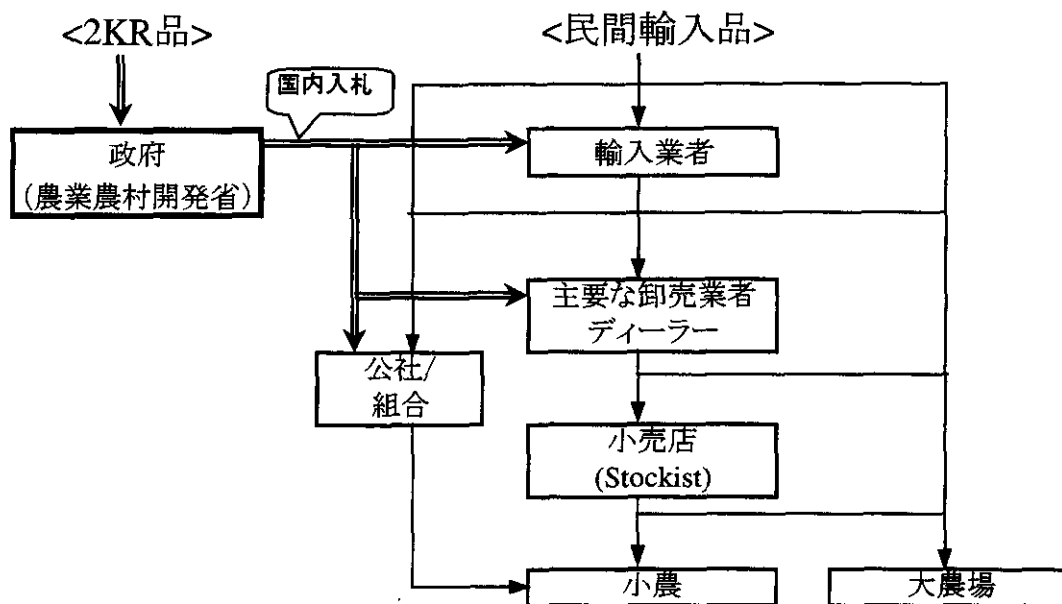 <2KR品>
<民間輸入品>
国内入札
政府
(農業農村開発省)
輸入業者
主要な卸売業者
ディーラー
公社/
組合
小売店
(Stockist)
小農
大農場